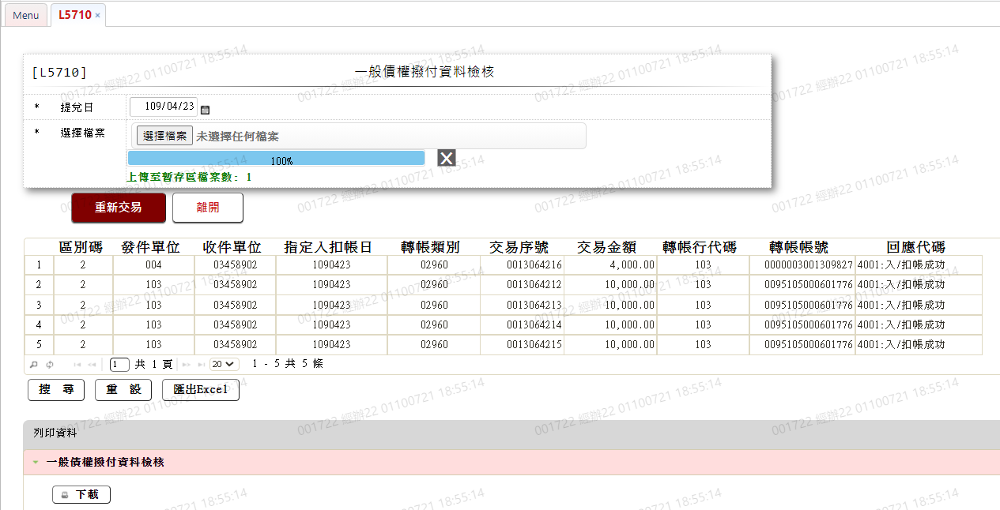 Menu L5710 ×
[L5710] 一般債權撥付資料檢核
* 提兌日 109/04/23
* 選擇檔案 選擇檔案 未選擇任何檔案
100% X
上傳至暫存區檔案數: 1
重新交易 離開
區別碼 發件單位 收件單位 指定入扣帳日 轉帳類別 交易序號 交易金額 轉帳行代碼 轉帳帳號 回應代碼
1 2 004 03458902 1090423 02960 0013064216 4,000.00 103 0000003001309827 4001:入/扣帳成功
2 2 103 03458902 1090423 02960 0013064212 10,000.00 103 0095105000601776 4001:入/扣帳成功
3 2 103 03458902 1090423 02960 0013064213 10,000.00 103 0095105000601776 4001:入/扣帳成功
4 2 103 03458902 1090423 02960 0013064214 10,000.00 103 0095105000601776 4001:入/扣帳成功
5 2 103 03458902 1090423 02960 0013064215 10,000.00 103 0095105000601776 4001:入/扣帳成功
1 共 1 頁 20 1 - 5 共 5 條
搜 尋 重 設 匯出Excel
列印資料
一般債權撥付資料檢核
下載
001722 經辦22 01100721 18:55:14